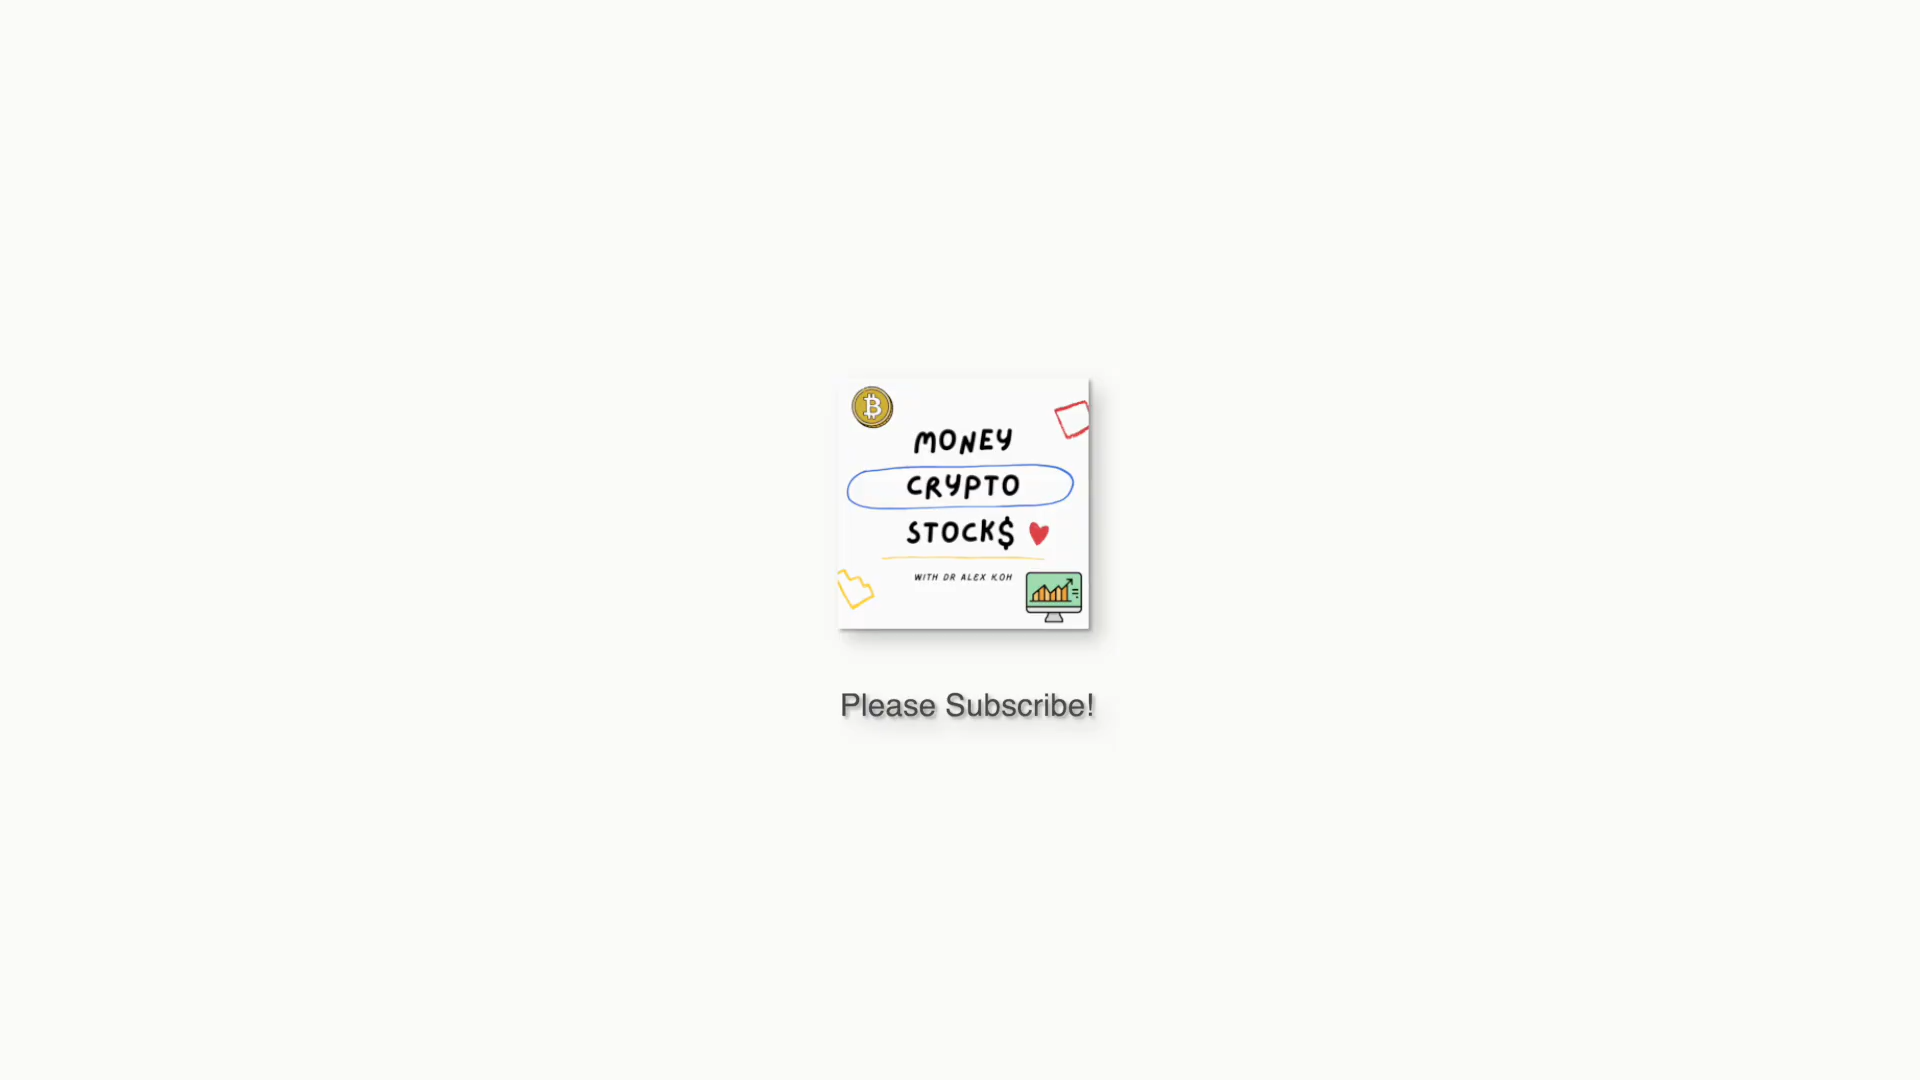 MONEY
CRYPTO
STOCK$
WITH DR ALEX KOH
Please Subscribe!